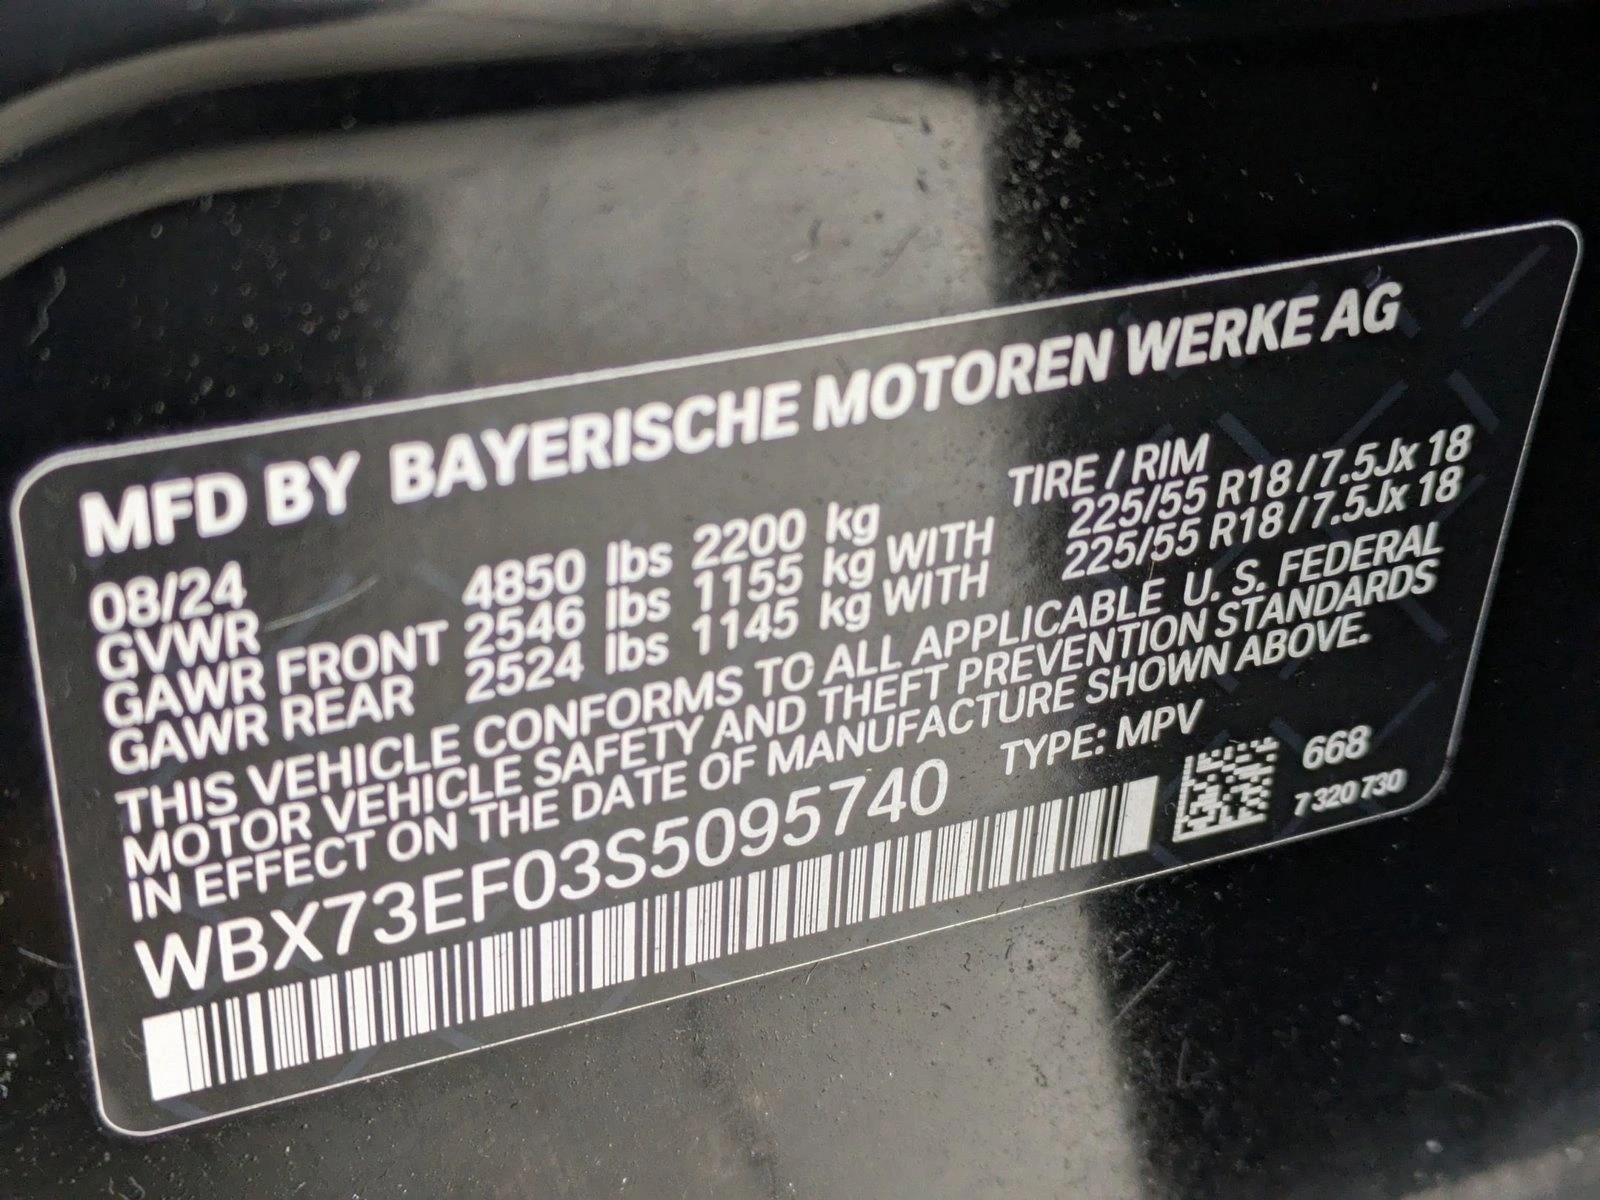 MFD BY BAYERISCHE MOTOREN WERKE AG
08/24 TIRE / RIM
GVWR 4850 lbs 2200 kg
GAWR FRONT 2546 lbs 1155 kg WITH 225/55 R18 / 7.5Jx 18
GAWR REAR 2524 lbs 1145 kg WITH 225/55 R18 / 7.5Jx 18
THIS VEHICLE CONFORMS TO ALL APPLICABLE U. S. FEDERAL
MOTOR VEHICLE SAFETY AND THEFT PREVENTION STANDARDS
IN EFFECT ON THE DATE OF MANUFACTURE SHOWN ABOVE.
WBX73EF03S5095740 TYPE: MPV
668
7 320 730